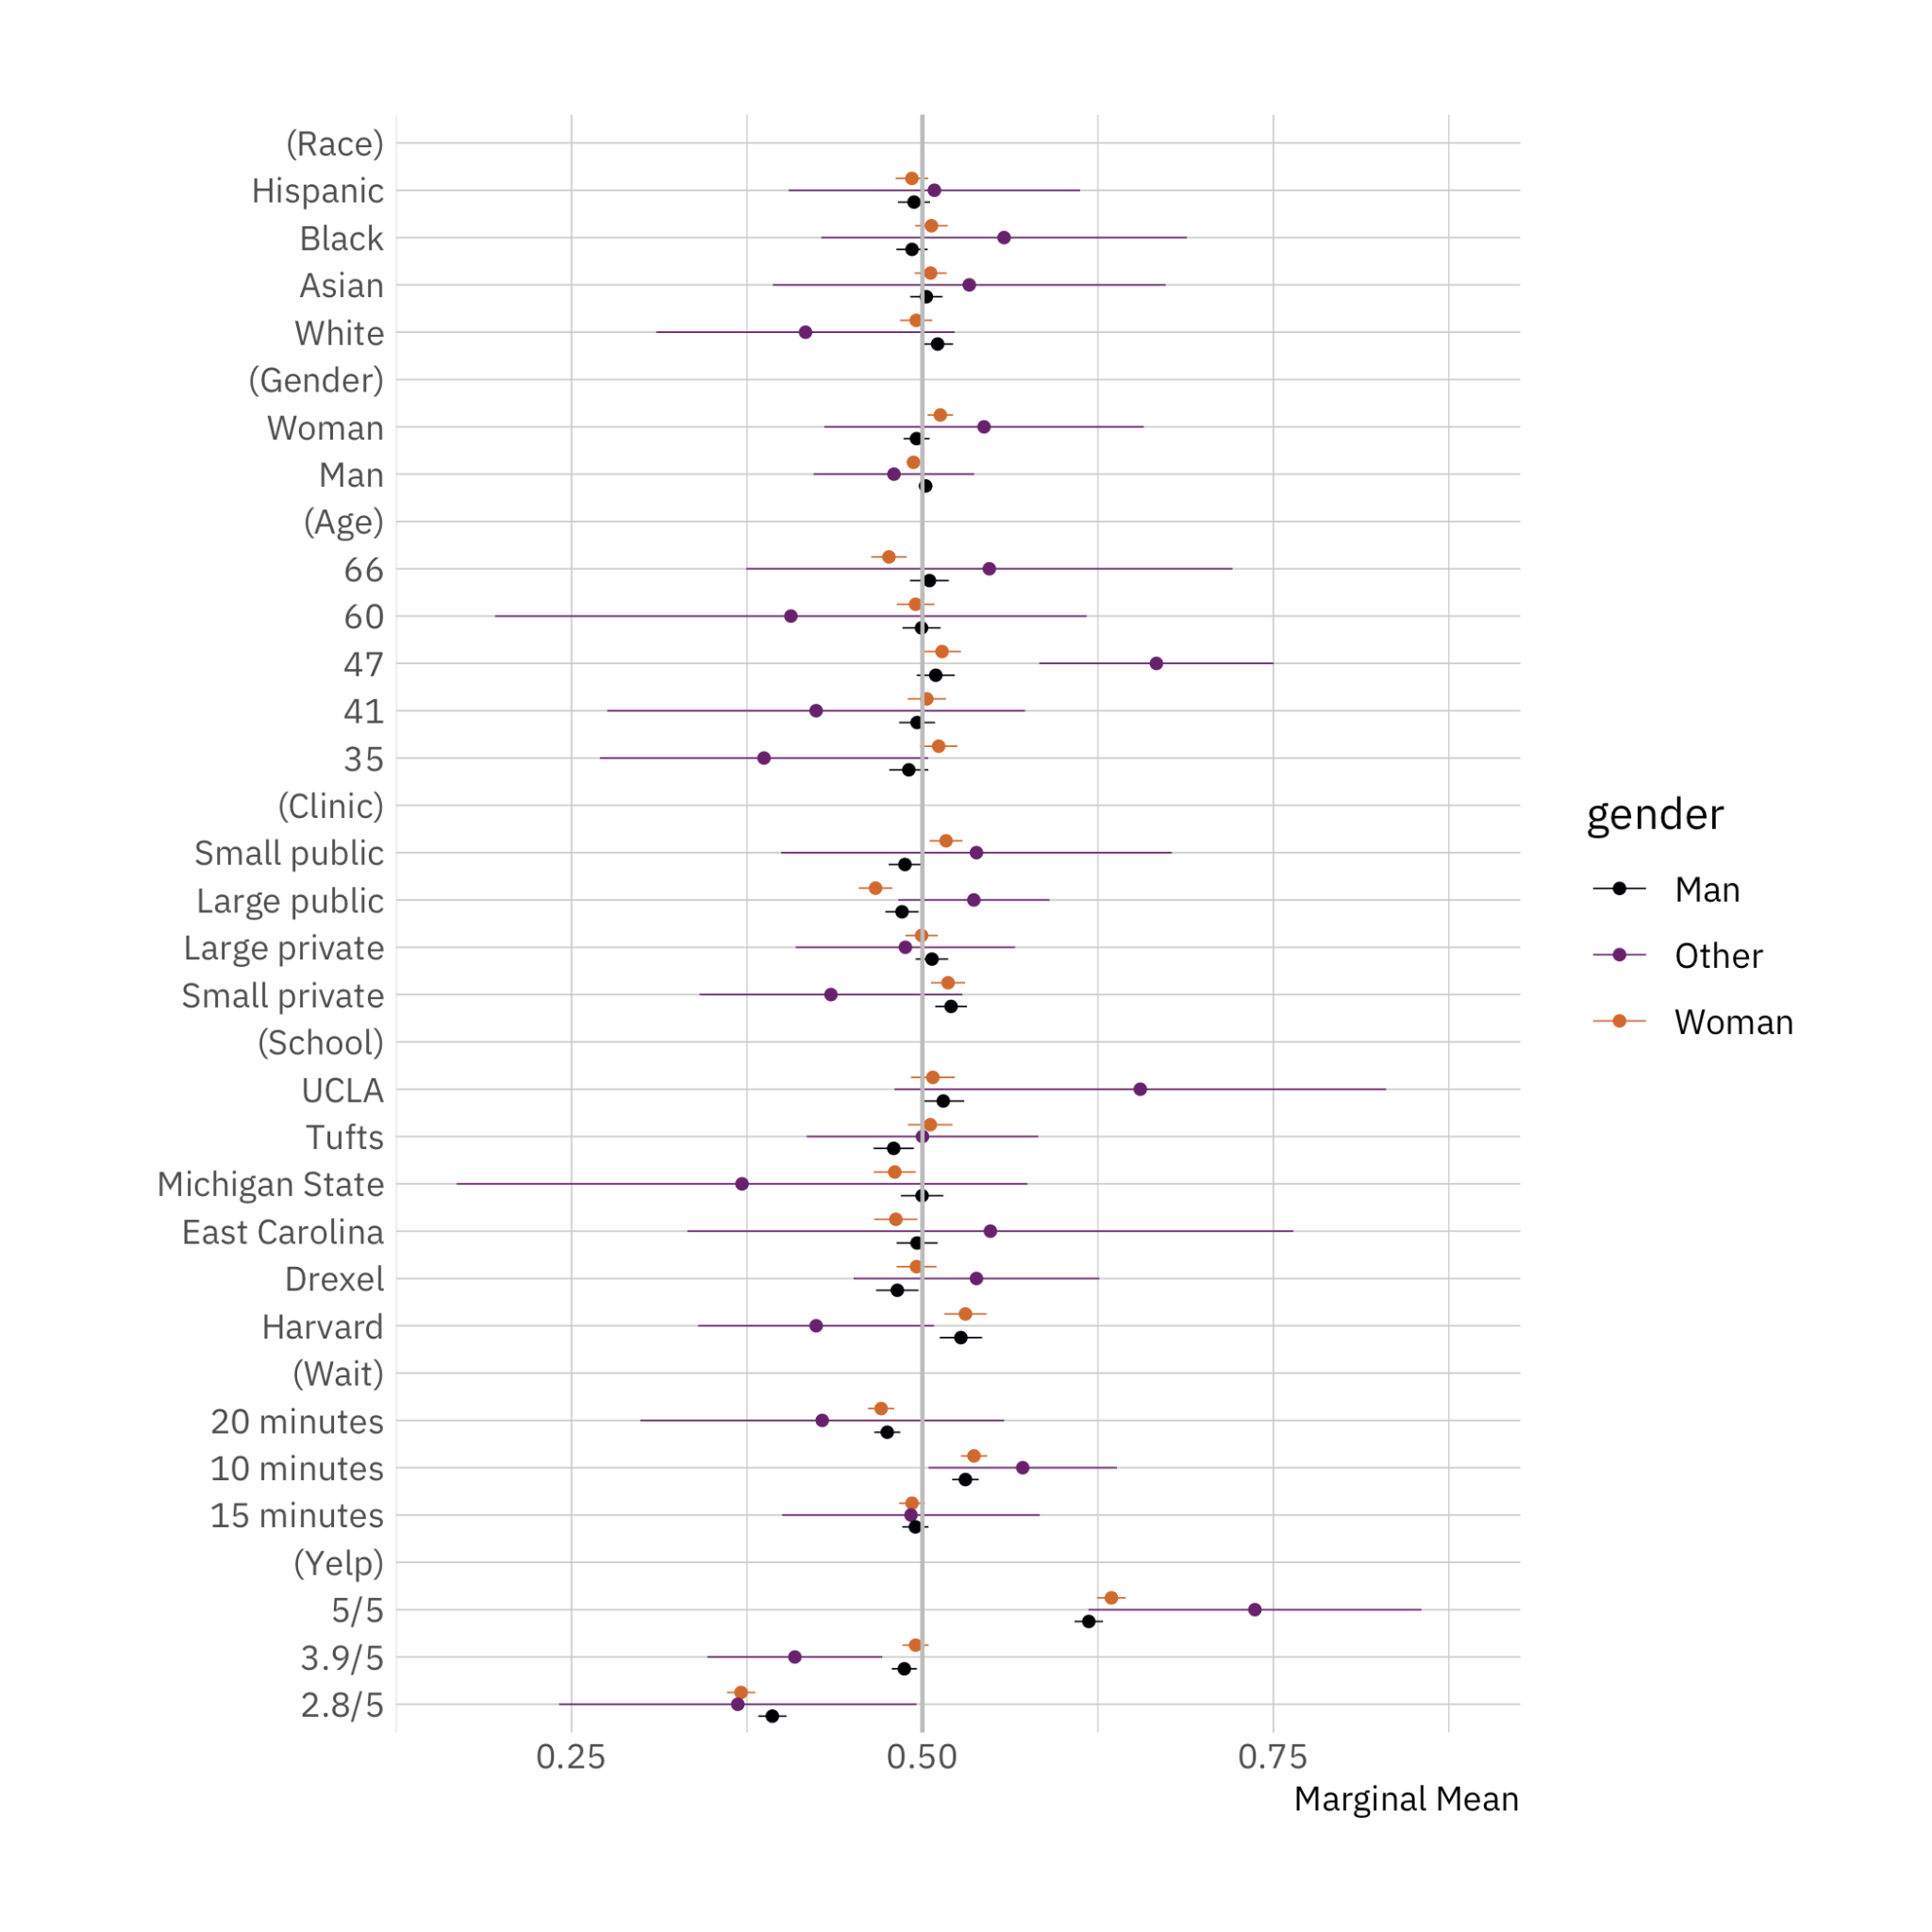 (Race)
Hispanic
Black
Asian
White
(Gender)
Woman
Man
(Age)
66
60
47
41
35
(Clinic)
Small public
Large public
Large private
Small private
(School)
UCLA
Tufts
Michigan State
East Carolina
Drexel
Harvard
(Wait)
20 minutes
10 minutes
15 minutes
(Yelp)
5/5
3.9/5
2.8/5
0.25 0.50 0.75
Marginal Mean
gender
Man
Other
Woman